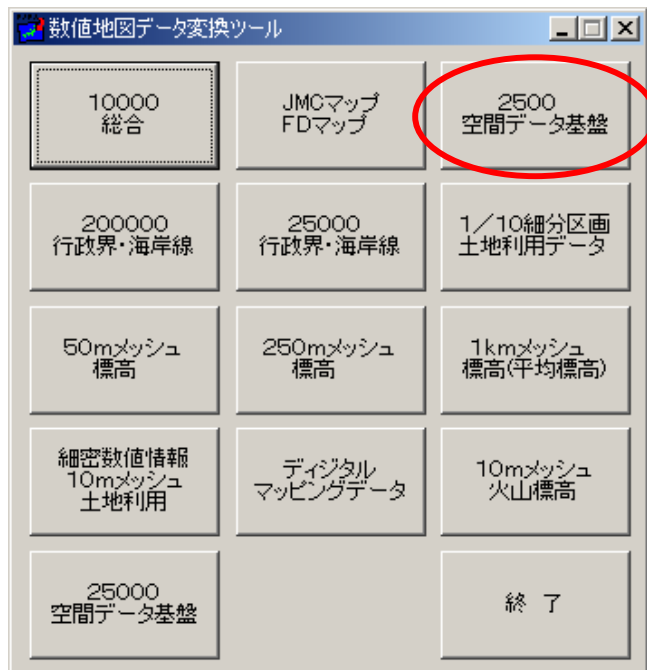 数値地図データ変換ツール
10000
総合
JMCマップ
FDマップ
2500
空間データ基盤
200000
行政界・海岸線
25000
行政界・海岸線
1／10細分区画
土地利用データ
50mメッシュ
標高
250mメッシュ
標高
1kmメッシュ
標高(平均標高)
細密数値情報
10mメッシュ
土地利用
ディジタル
マッピングデータ
10mメッシュ
火山標高
25000
空間データ基盤
終 了